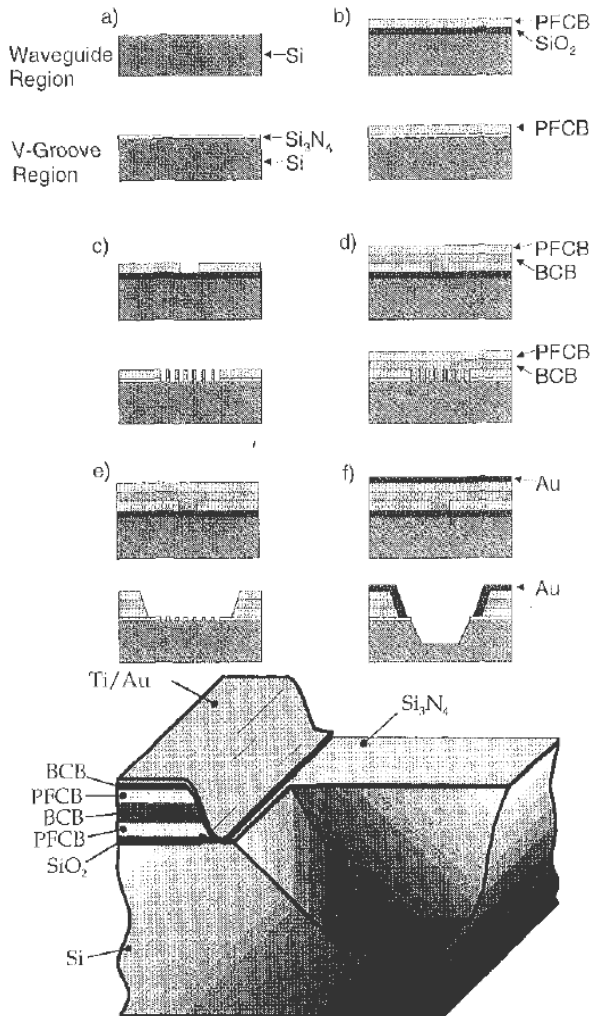 a)
b)
Waveguide
Region
Si
PFCB
SiO₂
V-Groove
Region
Si₃N₄
Si
PFCB
c)
d)
PFCB
BCB
PFCB
BCB
e)
f)
Au
Au
Ti/Au
Si₃N₄
BCB
PFCB
BCB
PFCB
SiO₂
Si